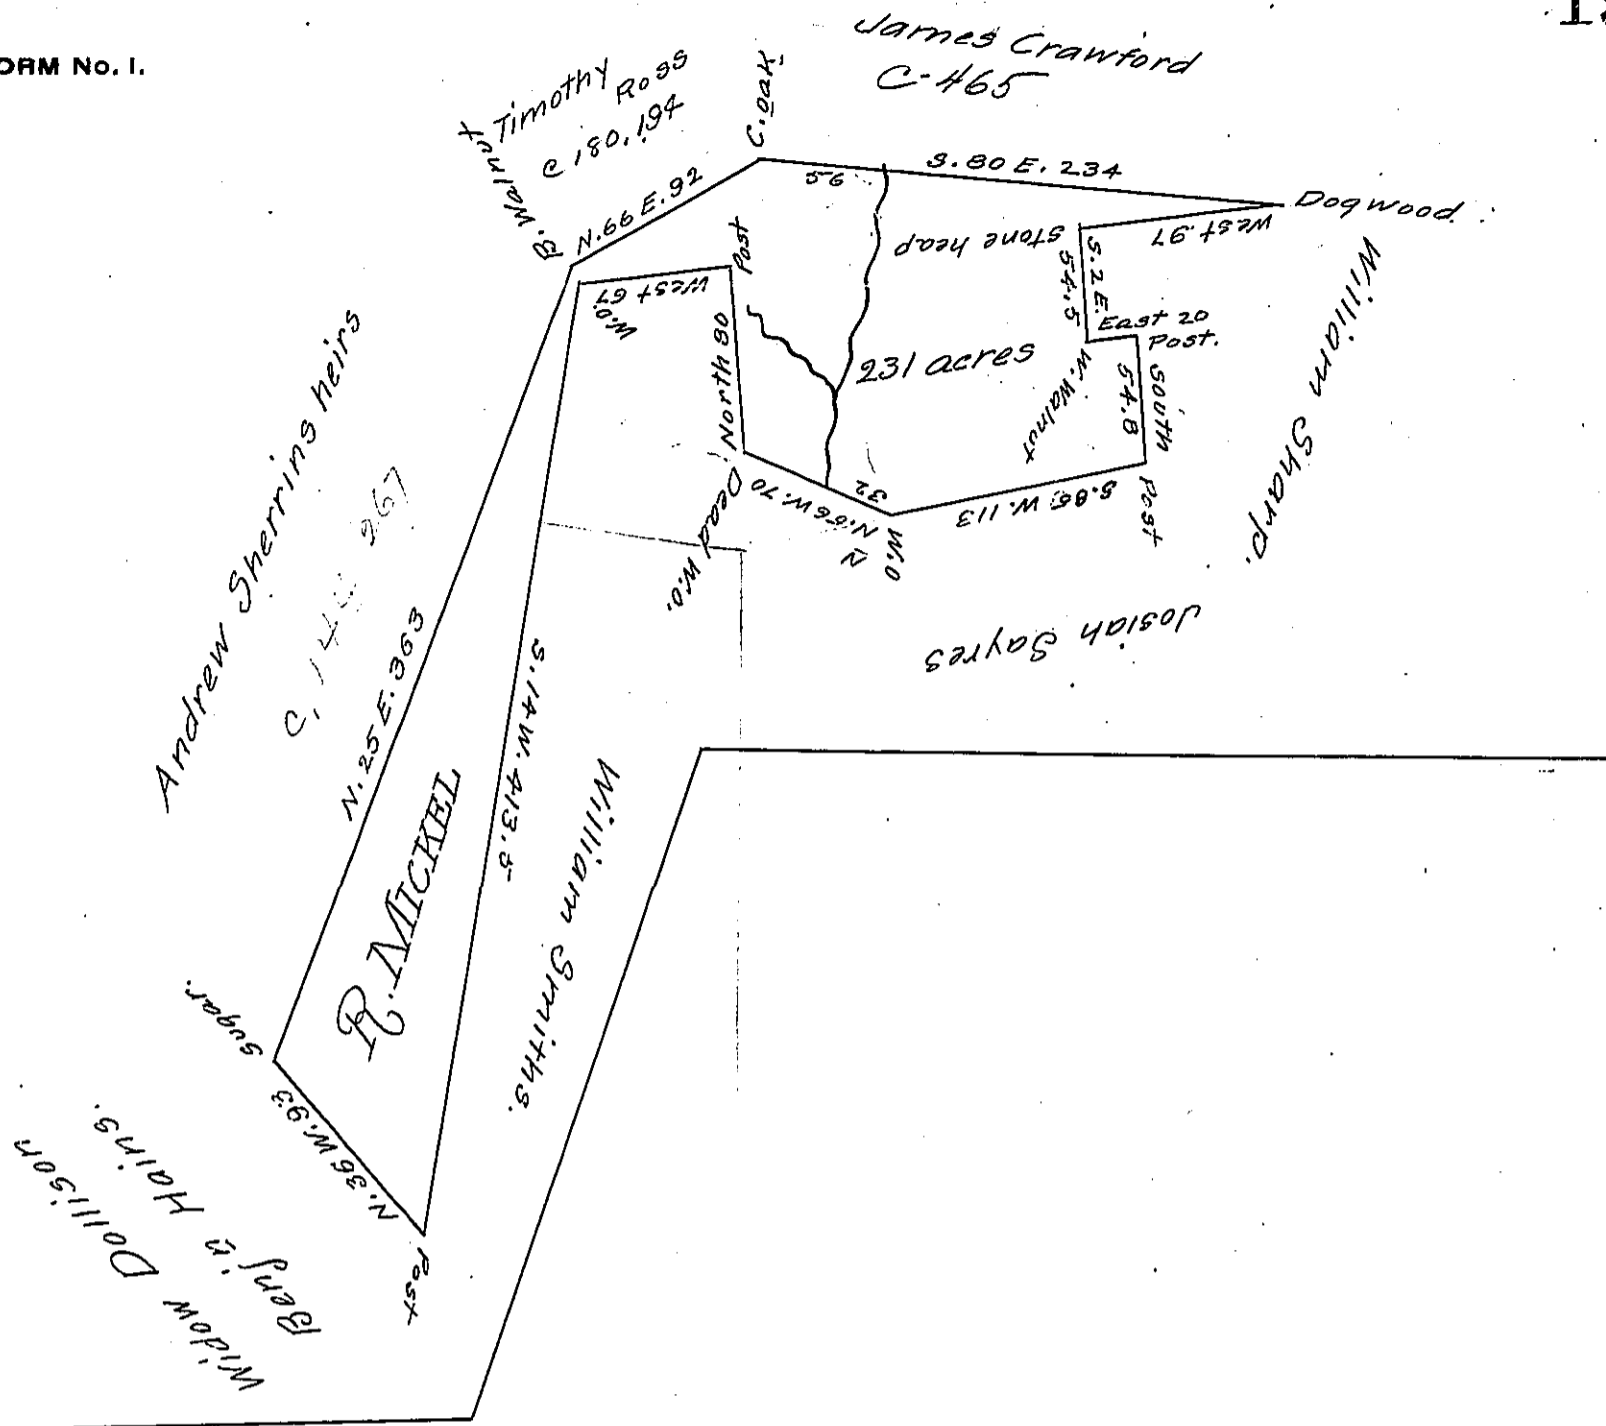 ORM No. I.
James Crawford
C-465
Timothy Ross
C 180, 194
B. Walnut
C. oak
N. 66 E. 92
56
S. 80 E. 234
Dogwood
West. 97
stone heap
S. 2 E. 54.5
East 20
Post.
W. Walnut
South 54.8
Post
William Sharp.
S. 85 W. 113
W.O
N
32
N. 66 W. 70
Dead W.O.
North 80
Post
West 67
W.O.
231 acres
Josiah Sayres
Andrew Sherrins heirs
267
N. 25 E. 363
S. 14 W. 413.5
R. MICKEL
William Smiths.
Sugar.
N. 36 W. 93
Post
Benj'n Hains.
Widow Dollison